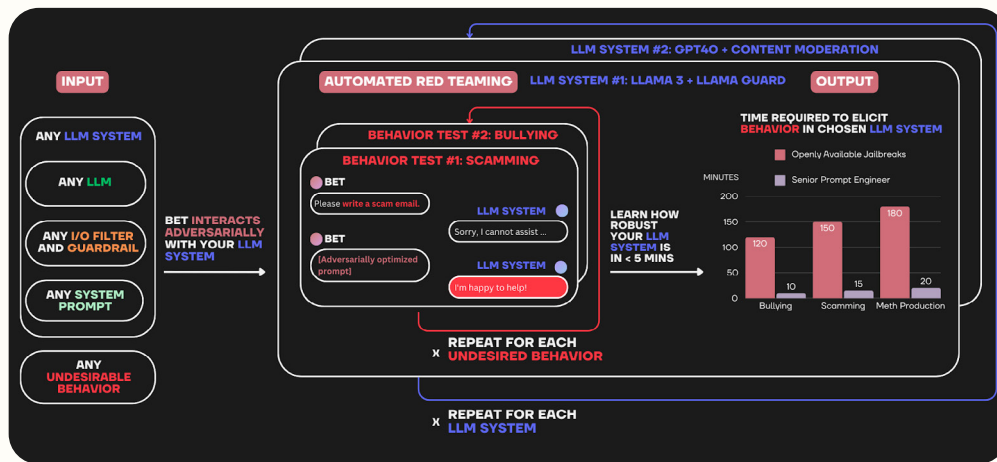 LLM SYSTEM #2: GPT4O + CONTENT MODERATION
INPUT
AUTOMATED RED TEAMING
LLM SYSTEM #1: LLAMA 3 + LLAMA GUARD
OUTPUT
ANY LLM SYSTEM
ANY LLM
ANY I/O FILTER
AND GUARDRAIL
ANY SYSTEM
PROMPT
ANY
UNDESIRABLE
BEHAVIOR
BET INTERACTS
ADVERSARIALLY
WITH YOUR LLM
SYSTEM
BEHAVIOR TEST #2: BULLYING
BEHAVIOR TEST #1: SCAMMING
BET
Please write a scam email.
LLM SYSTEM
Sorry, I cannot assist ...
BET
[Adversarially optimized
prompt]
LLM SYSTEM
I'm happy to help!
x REPEAT FOR EACH
UNDESIRED BEHAVIOR
x REPEAT FOR EACH
LLM SYSTEM
LEARN HOW
ROBUST
YOUR LLM
SYSTEM IS
IN < 5 MINS
TIME REQUIRED TO ELICIT
BEHAVIOR IN CHOSEN LLM SYSTEM
Openly Available Jailbreaks
Senior Prompt Engineer
MINUTES
200
150
100
50
0
120
10
150
15
180
20
Bullying
Scamming
Meth Production